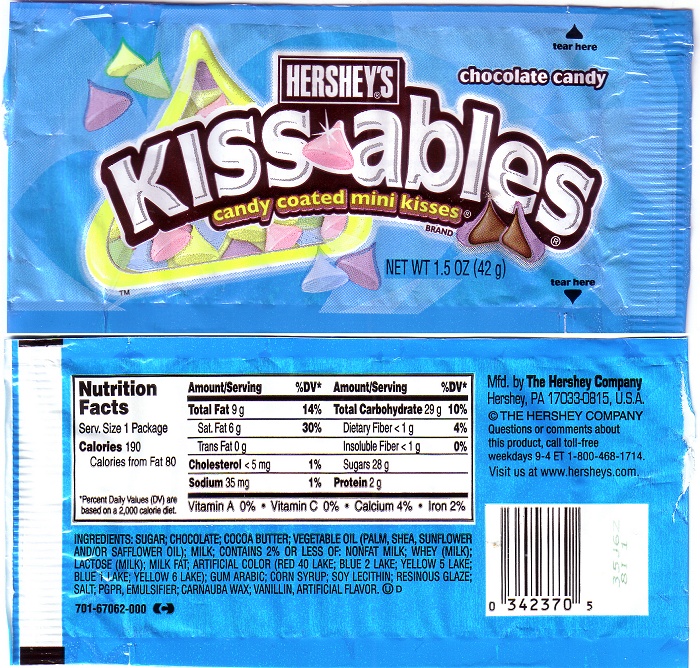 tear here
HERSHEY'S®
chocolate candy
KISSables®
candy coated mini kisses®
BRAND
NET WT 1.5 OZ (42 g)
tear here
TM
Nutrition
Facts
Serv. Size 1 Package
Calories 190
Calories from Fat 80
*Percent Daily Values (DV) are
based on a 2,000 calorie diet.
Amount/Serving %DV* Amount/Serving %DV*
Total Fat 9 g 14% Total Carbohydrate 29 g 10%
Sat. Fat 6 g 30% Dietary Fiber < 1 g 4%
Trans Fat 0 g Insoluble Fiber < 1 g 0%
Cholesterol < 5 mg 1% Sugars 28 g
Sodium 35 mg 1% Protein 2 g
Vitamin A 0% • Vitamin C 0% • Calcium 4% • Iron 2%
Mfd. by The Hershey Company
Hershey, PA 17033-0815, U.S.A.
© THE HERSHEY COMPANY
Questions or comments about
this product, call toll-free
weekdays 9-4 ET 1-800-468-1714.
Visit us at www.hersheys.com.
INGREDIENTS: SUGAR; CHOCOLATE; COCOA BUTTER; VEGETABLE OIL (PALM, SHEA, SUNFLOWER
AND/OR SAFFLOWER OIL); MILK; CONTAINS 2% OR LESS OF: NONFAT MILK; WHEY (MILK);
LACTOSE (MILK); MILK FAT; ARTIFICIAL COLOR (RED 40 LAKE; BLUE 2 LAKE; YELLOW 5 LAKE;
BLUE 1 LAKE; YELLOW 6 LAKE); GUM ARABIC; CORN SYRUP; SOY LECITHIN; RESINOUS GLAZE;
SALT; PGPR, EMULSIFIER; CARNAUBA WAX; VANILLIN, ARTIFICIAL FLAVOR. Ⓤ D
701-67062-000
0 342370 5